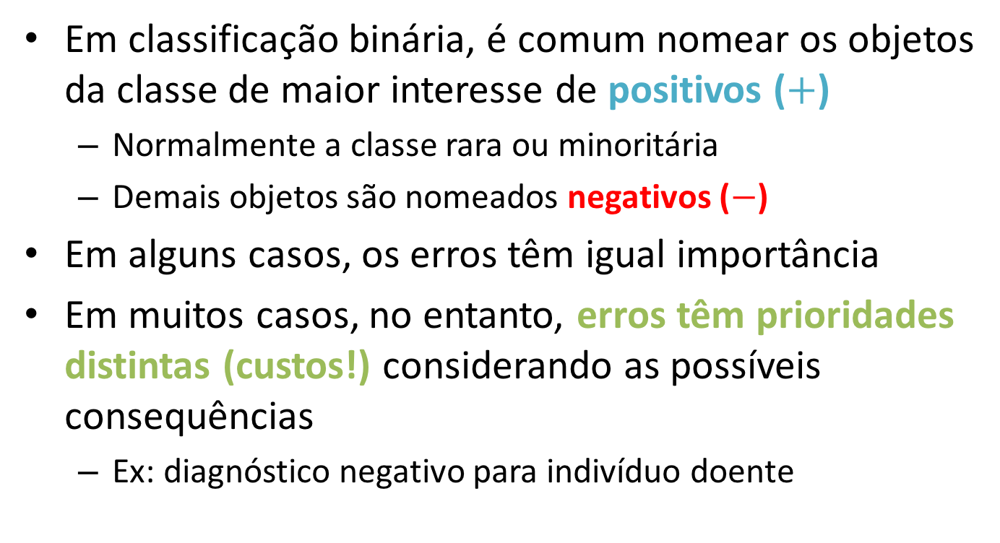 • Em classificação binária, é comum nomear os objetos
da classe de maior interesse de positivos (+)
– Normalmente a classe rara ou minoritária
– Demais objetos são nomeados negativos (−)
• Em alguns casos, os erros têm igual importância
• Em muitos casos, no entanto, erros têm prioridades
distintas (custos!) considerando as possíveis
consequências
– Ex: diagnóstico negativo para indivíduo doente